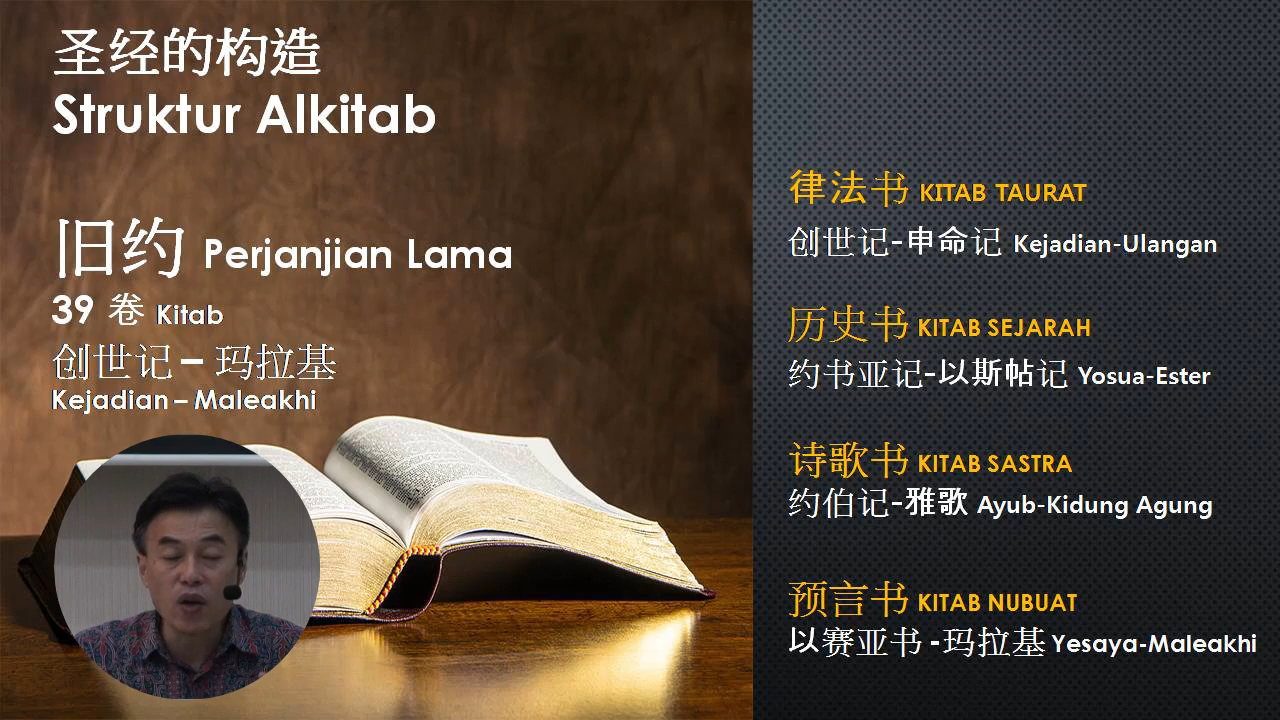 圣经的构造
Struktur Alkitab
旧约 Perjanjian Lama
39 卷 Kitab
创世记 – 玛拉基
Kejadian – Maleakhi
律法书 KITAB TAURAT
创世记-申命记 Kejadian-Ulangan
历史书 KITAB SEJARAH
约书亚记-以斯帖记 Yosua-Ester
诗歌书 KITAB SASTRA
约伯记-雅歌 Ayub-Kidung Agung
预言书 KITAB NUBUAT
以赛亚书 -玛拉基 Yesaya-Maleakhi